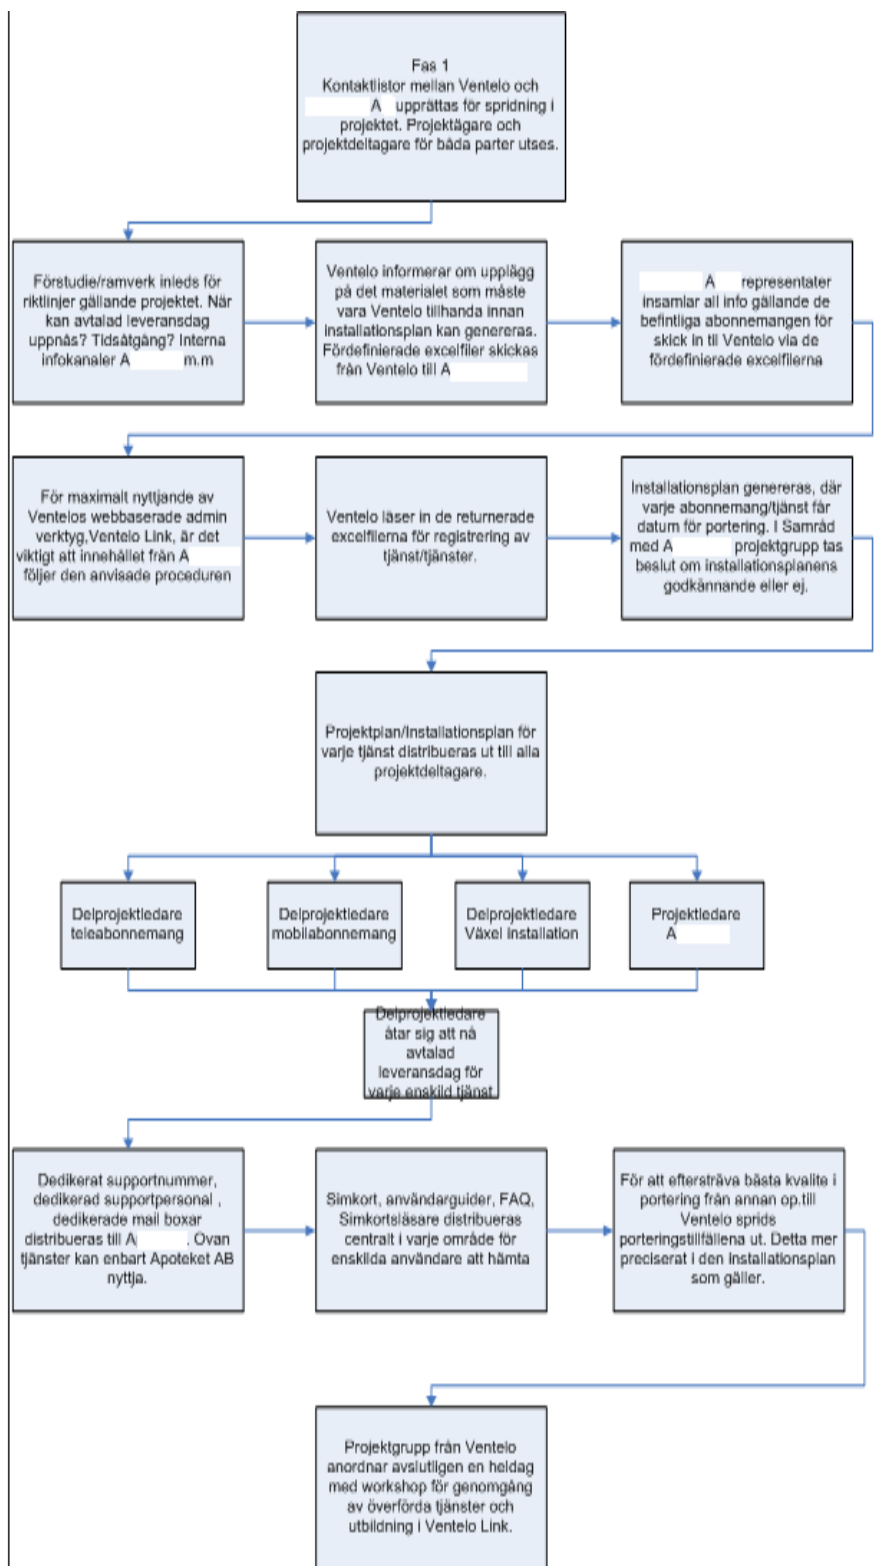 Fas 1
Kontaktlistor mellan Ventelo och
A upprättas för spridning i
projektet. Projektägare och
projektdeltagare för båda parter utses.
Förstudie/ramverk inleds för
riktlinjer gällande projektet. När
kan avtalad leveransdag
uppnås? Tidsåtgång? Interna
infokanaler A m.m
Ventelo informerar om upplägg
på det materialet som måste
vara Ventelo tillhanda innan
Installationsplan kan genereras.
Fördefinierade excelfiler skickas
från Ventelo till A
A representater
insamlar all info gällande de
befintliga abonnemangen för
skick in til Ventelo via de
fördefinierade excelfilerna
För maximalt nyttjande av
Ventelos webbaserade admin
verktyg,Ventelo Link, är det
viktigt att innehållet från A
följer den anvisade proceduren
Ventelo läser in de returnerade
excelfilerna för registrering av
tjänst/tjänster.
Installationsplan genereras, där
varje abonnemang/tjänst får
datum för portering. I Samråd
med A projektgrupp tas
beslut om installationsplanens
godkännande eller ej.
Projektplan/Installationsplan för
varje tjänst distribueras ut till alla
projektdeltagare.
Delprojektledare
teleabonnemang
Delprojektledare
mobilabonnemang
Delprojektledare
Växel installation
Projektledare
A
Delprojektledare
åtar sig att nå
avtalad
leveransdag för
varje enskild tjänst
Dedikerat supportnummer,
dedikerad supportpersonal ,
dedikerade mail boxar
distribueras till A . Ovan
tjänster kan enbart Apoteket AB
nyttja.
Simkort, användarguider, FAQ,
Simkortsläsare distribueras
centralt i varje område för
enskilda användare att hämta
För att eftersträva bästa kvalite i
portering från annan op.till
Ventelo sprids
porteringstillfällena ut. Detta mer
preciserat i den installationsplan
som gäller.
Projektgrupp från Ventelo
anordnar avslutligen en heldag
med workshop för genomgång
av överförda tjänster och
utbildning i Ventelo Link.